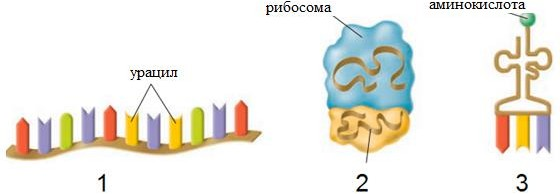 рибосома
аминокислота
урацил
1
2
3